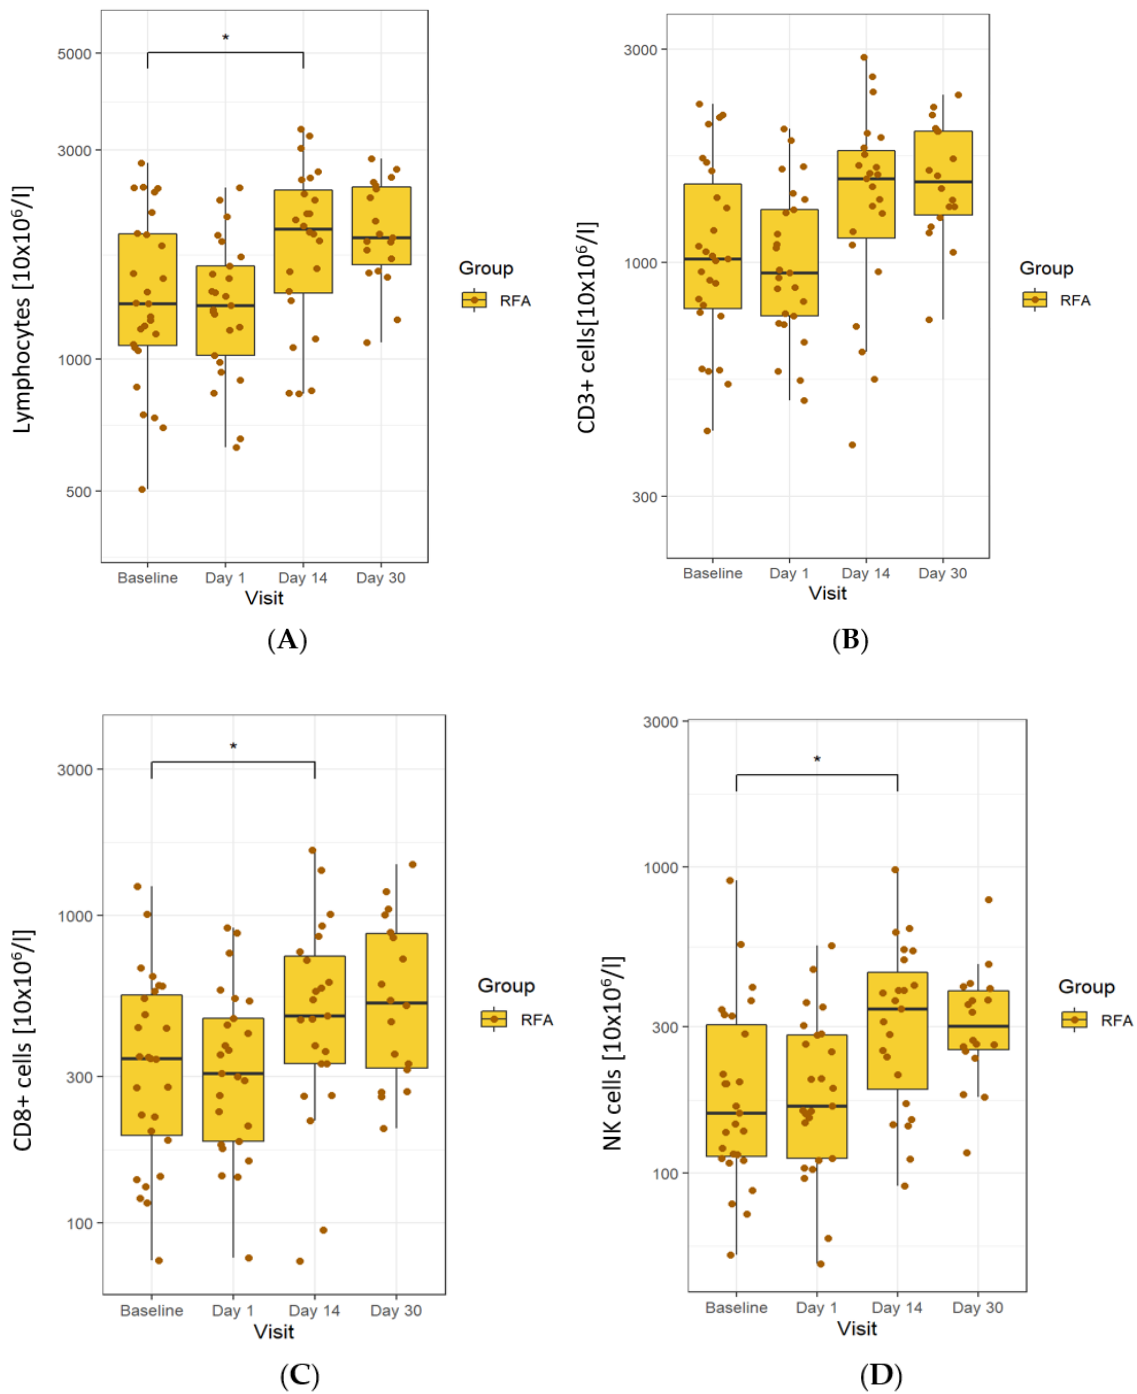 *
5000
3000
1000
500
Lymphocytes [10x10⁶/l]
Baseline Day 1 Day 14 Day 30
Visit
Group
RFA
(A)
3000
1000
300
CD3+ cells[10x10⁶/l]
Baseline Day 1 Day 14 Day 30
Visit
Group
RFA
(B)
*
3000
1000
300
100
CD8+ cells [10x10⁶/l]
Baseline Day 1 Day 14 Day 30
Visit
Group
RFA
(C)
*
3000
1000
300
100
NK cells [10x10⁶/l]
Baseline Day 1 Day 14 Day 30
Visit
Group
RFA
(D)